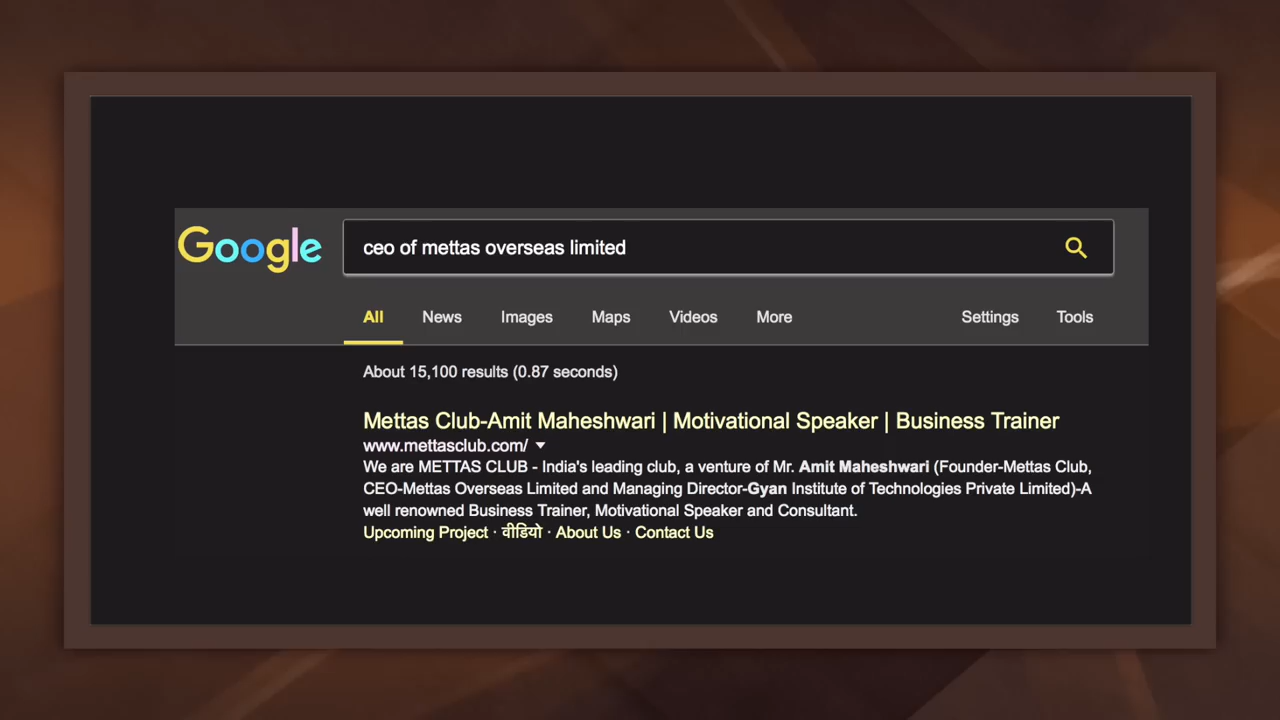 Google
ceo of mettas overseas limited
All News Images Maps Videos More Settings Tools
About 15,100 results (0.87 seconds)
Mettas Club-Amit Maheshwari | Motivational Speaker | Business Trainer
www.mettasclub.com/
We are METTAS CLUB - India's leading club, a venture of Mr. Amit Maheshwari (Founder-Mettas Club,
CEO-Mettas Overseas Limited and Managing Director-Gyan Institute of Technologies Private Limited)-A
well renowned Business Trainer, Motivational Speaker and Consultant.
Upcoming Project · वीडियो · About Us · Contact Us